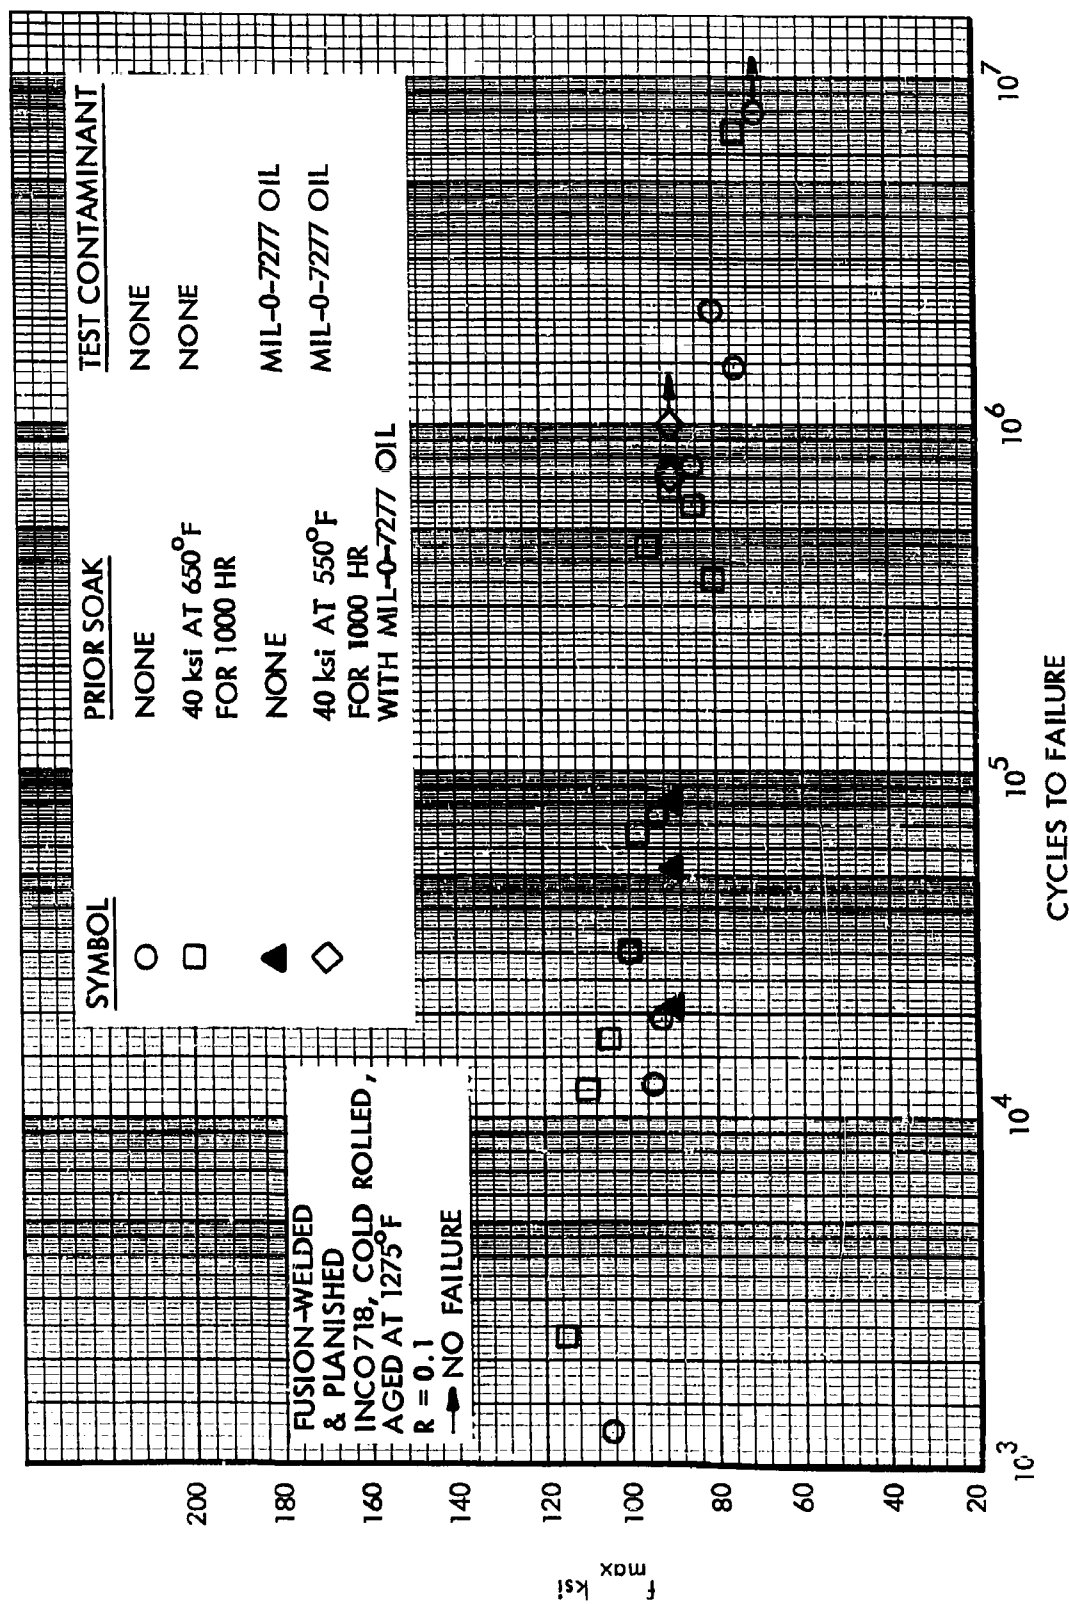 FUSION-WELDED
& PLANISHED
INCO 718, COLD ROLLED,
AGED AT 1275°F
R = 0.1
NO FAILURE
SYMBOL PRIOR SOAK TEST CONTAMINANT
NONE NONE
40 ksi AT 650°F NONE
FOR 1000 HR
NONE MIL-O-7277 OIL
40 ksi AT 550°F MIL-O-7277 OIL
FOR 1000 HR
WITH MIL-O-7277 OIL
f max ksi
200
180
160
140
120
100
80
60
40
20
10³ 10⁴ 10⁵ 10⁶ 10⁷
CYCLES TO FAILURE